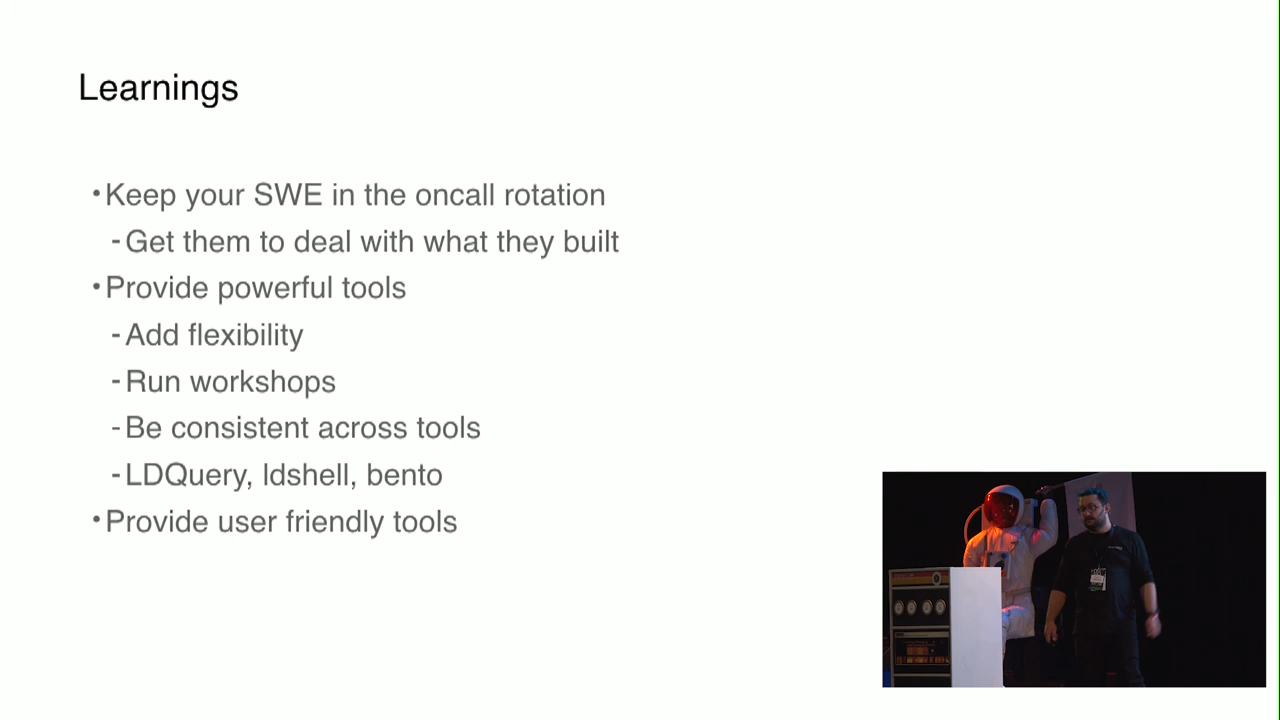 Learnings
•Keep your SWE in the oncall rotation
-Get them to deal with what they built
•Provide powerful tools
-Add flexibility
-Run workshops
-Be consistent across tools
-LDQuery, ldshell, bento
•Provide user friendly tools